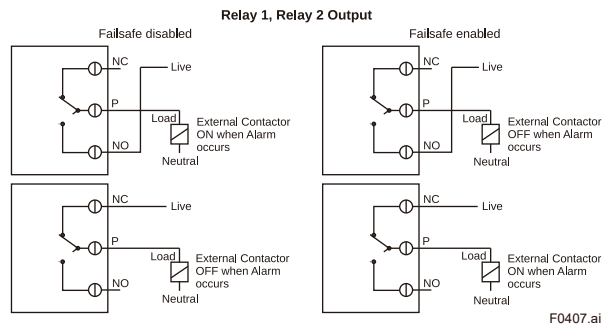 Relay 1, Relay 2 Output
Failsafe disabled
NC
Live
P
Load
External Contactor
ON when Alarm
occurs
NO
Neutral
NC
Live
P
Load
External Contactor
OFF when Alarm
occurs
NO
Neutral
Failsafe enabled
NC
Live
P
Load
External Contactor
OFF when Alarm
occurs
NO
Neutral
NC
Live
P
Load
External Contactor
ON when Alarm
occurs
NO
Neutral
F0407.ai